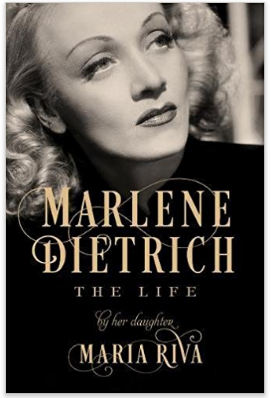 MARLENE
DIETRICH
THE LIFE
by her daughter
MARIA RIVA